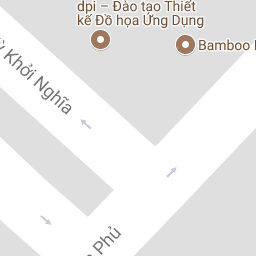 dpi – Đào tạo Thiết
kế Đồ họa Ứng Dụng
Bamboo
Khởi Nghĩa
Phủ